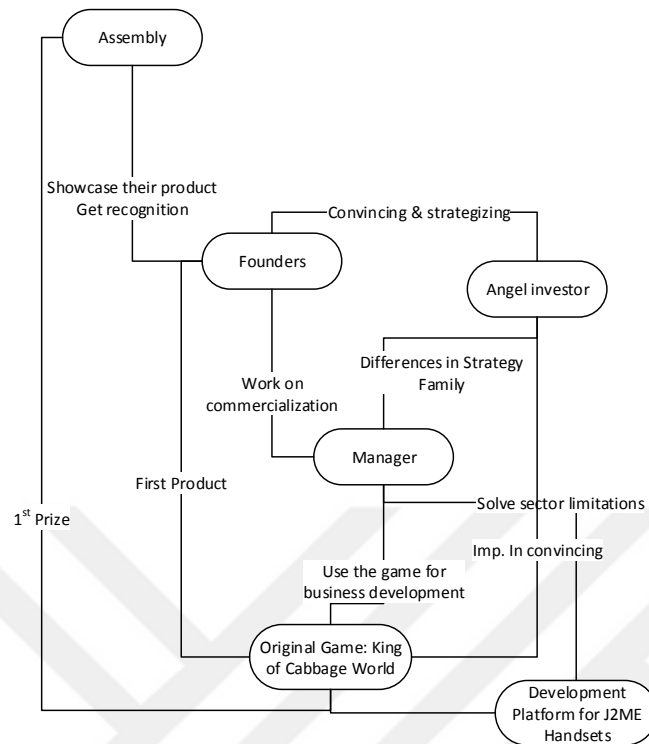 Assembly
Showcase their product
Get recognition
Convincing & strategizing
Founders
Angel investor
Differences in Strategy
Family
Work on
commercialization
Manager
First Product
Solve sector limitations
1st Prize
Imp. In convincing
Use the game for
business development
Original Game: King
of Cabbage World
Development
Platform for J2ME
Handsets